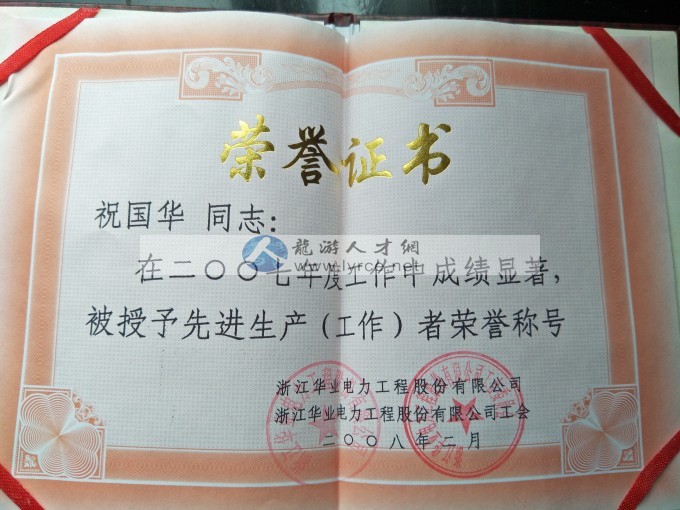 荣誉证书
祝国华 同志：
龍游人才網
www.lyrc.net
在二〇〇七年度工作中成绩显著，
被授予先进生产（工作）者荣誉称号
浙江华业电力工程股份有限公司
浙江华业电力工程股份有限公司工会
二〇〇八年二月